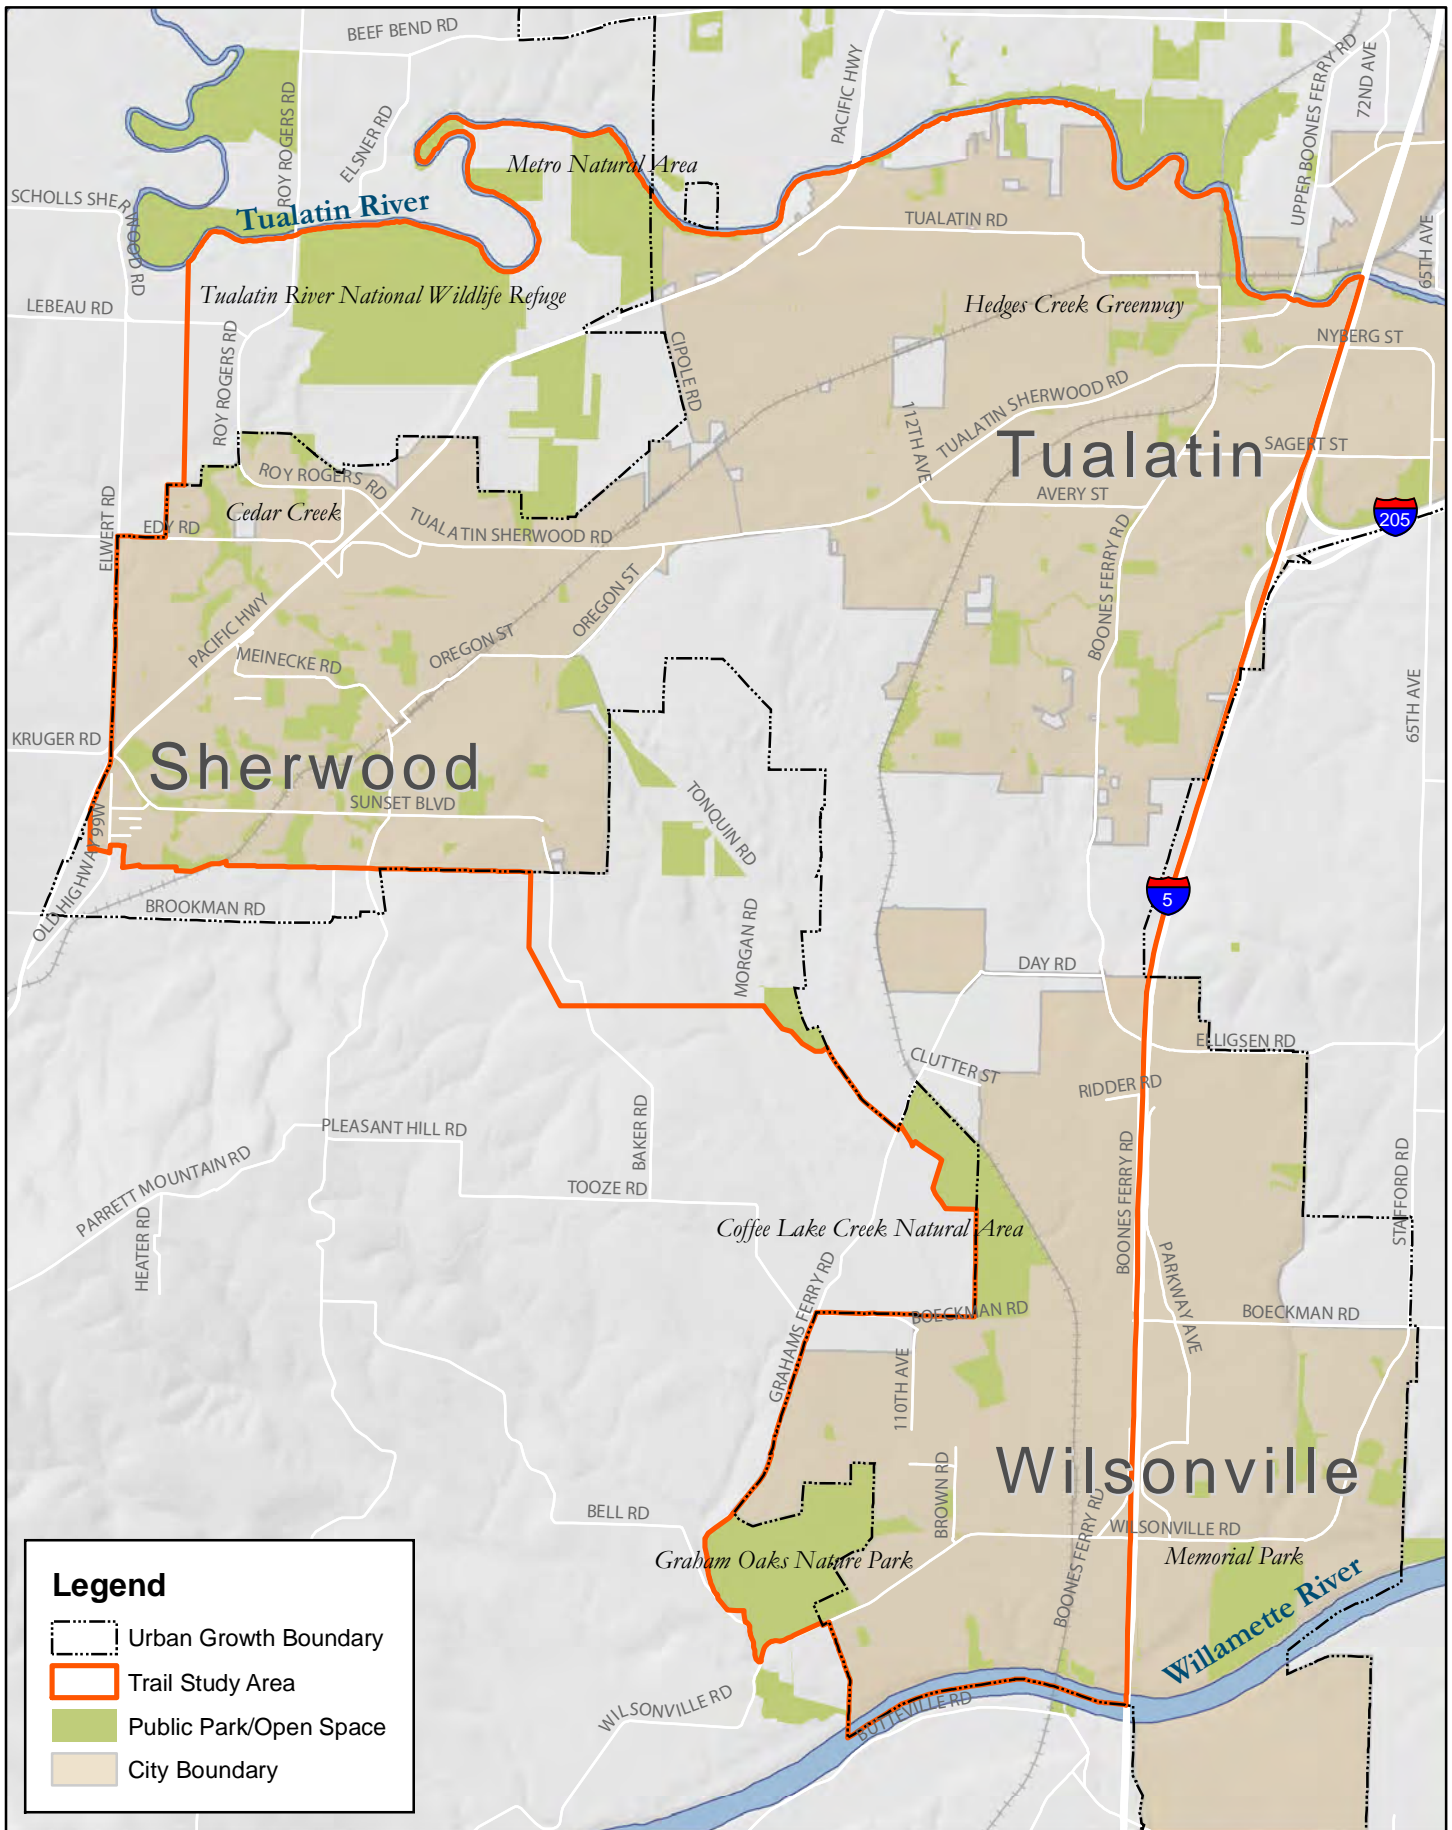 BEEF BEND RD
ROY ROGERS RD
ELSNER RD
PACIFIC HWY
UPPER BOONES FERRY RD
72ND AVE
Metro Natural Area
SCHOLLS SHERWOOD RD
Tualatin River
TUALATIN RD
65TH AVE
LEBEAU RD
Tualatin River National Wildlife Refuge
Hedges Creek Greenway
ROY ROGERS RD
CIPOLE RD
NYBERG ST
112TH AVE
TUALATIN SHERWOOD RD
Tualatin
SAGERT ST
ROY ROGERS RD
AVERY ST
Cedar Creek
205
ELWERT RD
EDY RD
TUALATIN SHERWOOD RD
BOONES FERRY RD
OREGON ST
PACIFIC HWY
OREGON ST
MEINECKE RD
65TH AVE
KRUGER RD
Sherwood
SUNSET BLVD
TONQUIN RD
OLD HIGHWAY 99W
5
BROOKMAN RD
MORGAN RD
DAY RD
ELLIGSEN RD
CLUTTER ST
RIDDER RD
PLEASANT HILL RD
BAKER RD
PARRETT MOUNTAIN RD
TOOZE RD
BOONES FERRY RD
STAFFORD RD
HEATER RD
Coffee Lake Creek Natural Area
GRAHAMS FERRY RD
PARKWAY AVE
BOECKMAN RD
BOECKMAN RD
110TH AVE
Wilsonville
BROWN RD
BELL RD
BOONES FERRY RD
WILSONVILLE RD
Graham Oaks Nature Park
Memorial Park
Willamette River
WILSONVILLE RD
BUTTEVILLE RD
Legend
Urban Growth Boundary
Trail Study Area
Public Park/Open Space
City Boundary